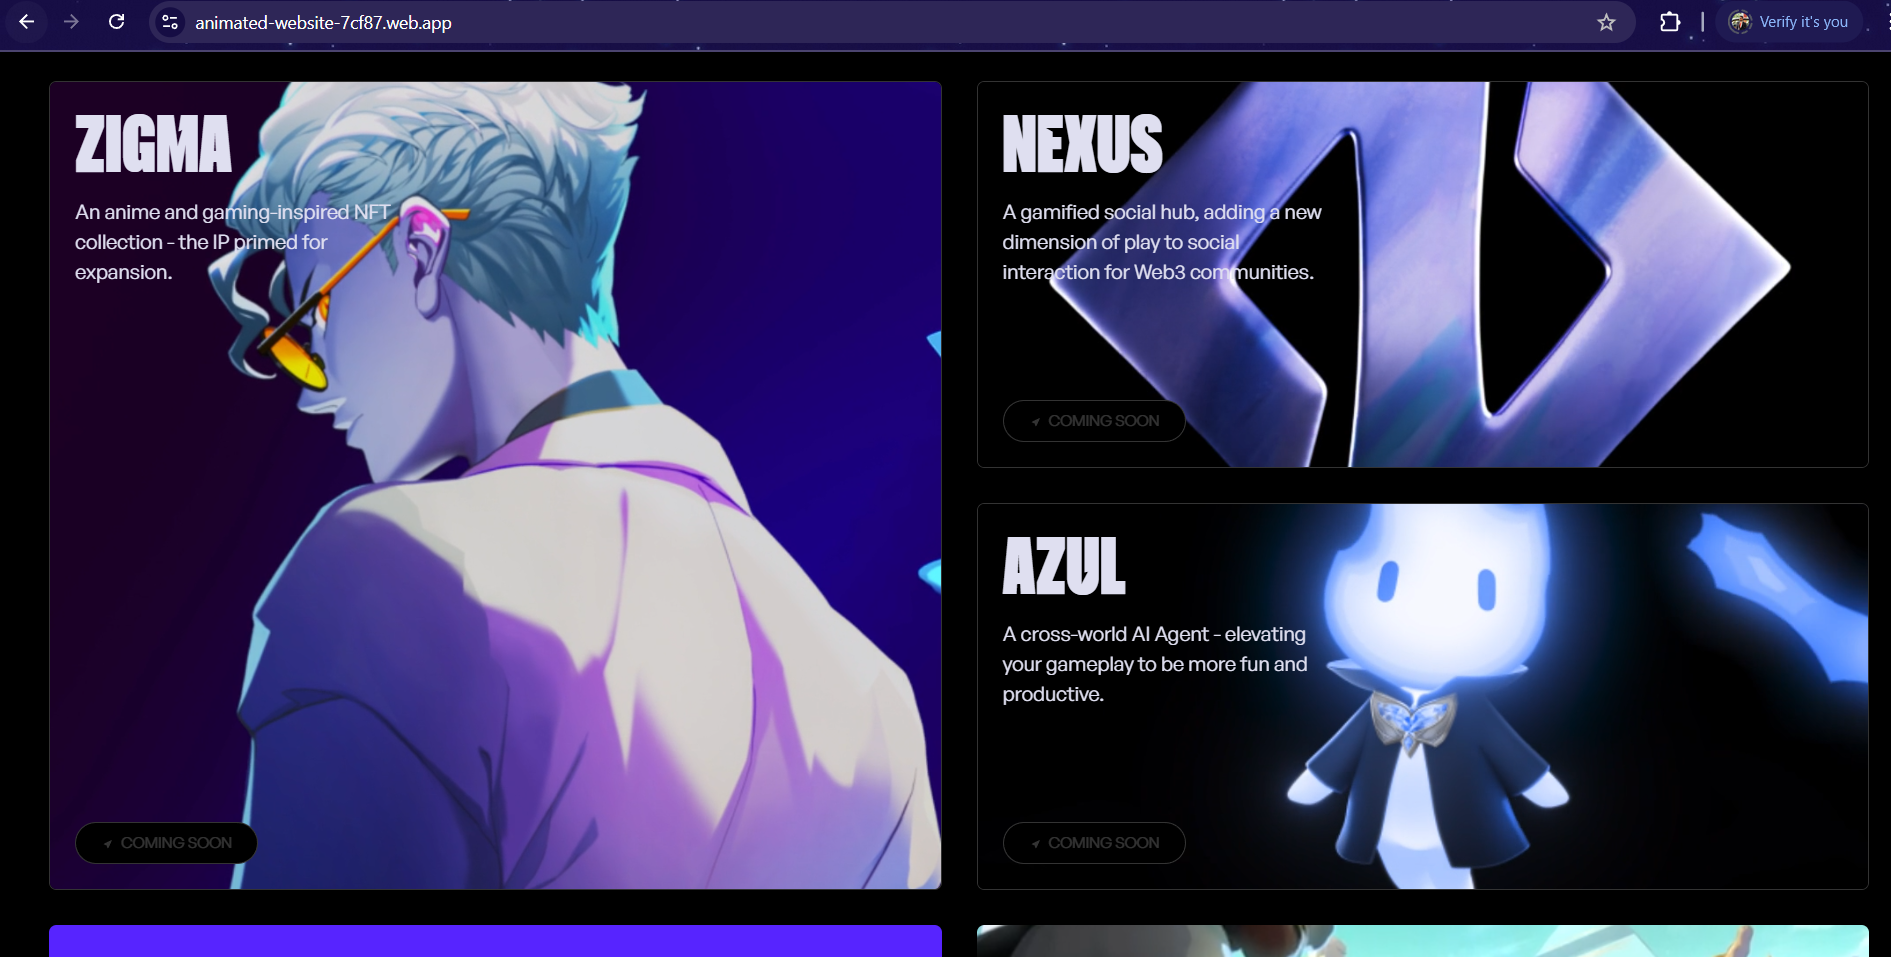 animated-website-7cf87.web.app
Verify it's you
ZIGMA
An anime and gaming-inspired NFT
collection - the IP primed for
expansion.
COMING SOON
NEXUS
A gamified social hub, adding a new
dimension of play to social
interaction for Web3 communities.
COMING SOON
AZUL
A cross-world AI Agent - elevating
your gameplay to be more fun and
productive.
COMING SOON